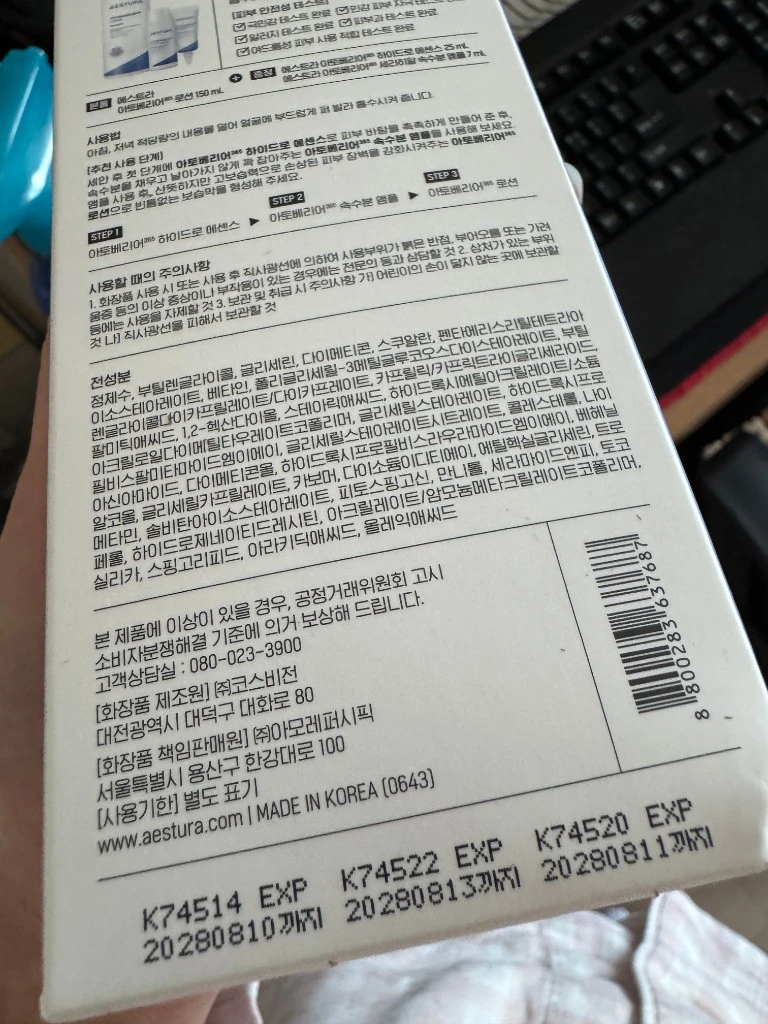 AESTURA
[피부 안전성 테스트]
극민감 테스트 완료 민감 피부 자극 테스트 완료
알러지 테스트 완료 피부과 테스트 완료
여드름성 피부 사용 적합 테스트 완료
본품 에스트라 아토베리어365 로션 150 mL
+ 증정 에스트라 아토베리어365 하이드로 에센스 25 mL
에스트라 아토베리어365 세라하알 속수분 앰플 7 mL
사용법
아침, 저녁 적당량의 내용물을 덜어 얼굴에 부드럽게 펴 발라 흡수시켜 줍니다.
[추천 사용 단계]
세안 후 첫 단계에 아토베리어365 하이드로 에센스로 피부 바탕을 촉촉하게 만들어 준 후,
속수분을 채우고 날아가지 않게 꽉 잡아주는 아토베리어365 속수분 앰플을 사용해 보세요.
앰플 사용 후, 산뜻하지만 고보습력으로 손상된 피부 장벽을 강화시켜주는 아토베리어365
로션으로 빈틈없는 보습막을 형성해 주세요.
STEP 1
아토베리어365 하이드로 에센스
STEP 2
아토베리어365 속수분 앰플
STEP 3
아토베리어365 로션
사용할 때의 주의사항
1. 화장품 사용 시 또는 사용 후 직사광선에 의하여 사용부위가 붉은 반점, 부어오름 또는 가려
움증 등의 이상 증상이나 부작용이 있는 경우에는 전문의 등과 상담할 것 2. 상처가 있는 부위
등에는 사용을 자제할 것 3. 보관 및 취급 시 주의사항 가) 어린이의 손이 닿지 않는 곳에 보관할
것 나) 직사광선을 피해서 보관할 것
전성분
정제수, 부틸렌글라이콜, 글리세린, 다이메티콘, 스쿠알란, 펜타에리스리틸테트라아
이소스테아레이트, 베타인, 폴리글리세릴-3메틸글루코오스다이스테아레이트, 부틸
렌글라이콜다이카프릴레이트/다이카프레이트, 카프릴릭/카프릭트라이글리세라이드,
팔미틱애씨드, 1,2-헥산다이올, 스테아릭애씨드, 하이드록시에틸아크릴레이트/소듐
아크릴로일다이메틸타우레이트코폴리머, 글리세릴스테아레이트, 하이드록시프로
필비스팔미타마이드엠이에이, 글리세릴스테아레이트시트레이트, 콜레스테롤, 나이
아신아마이드, 다이메티콘올, 하이드록시프로필비스라우라마이드엠이에이, 베헤닐
알코올, 글리세릴카프릴레이트, 카보머, 다이소듐이디티에이, 에틸헥실글리세린, 트로
메타민, 솔비탄아이소스테아레이트, 피토스핑고신, 만니톨, 세라마이드엔피, 토코
페롤, 하이드로제네이티드레시틴, 아크릴레이트/암모늄메타크릴레이트코폴리머,
실리카, 스핑고리피드, 아라키딕애씨드, 올레익애씨드
본 제품에 이상이 있을 경우, 공정거래위원회 고시
소비자분쟁해결 기준에 의거 보상해 드립니다.
고객상담실 : 080-023-3900
[화장품 제조원] ㈜코스비전
대전광역시 대덕구 대화로 80
[화장품 책임판매원] ㈜아모레퍼시픽
서울특별시 용산구 한강대로 100
[사용기한] 별도 표기
www.aestura.com | MADE IN KOREA (0643)
8 800283 637687
K74514 EXP
20280810까지
K74522 EXP
20280813까지
K74520 EXP
20280811까지